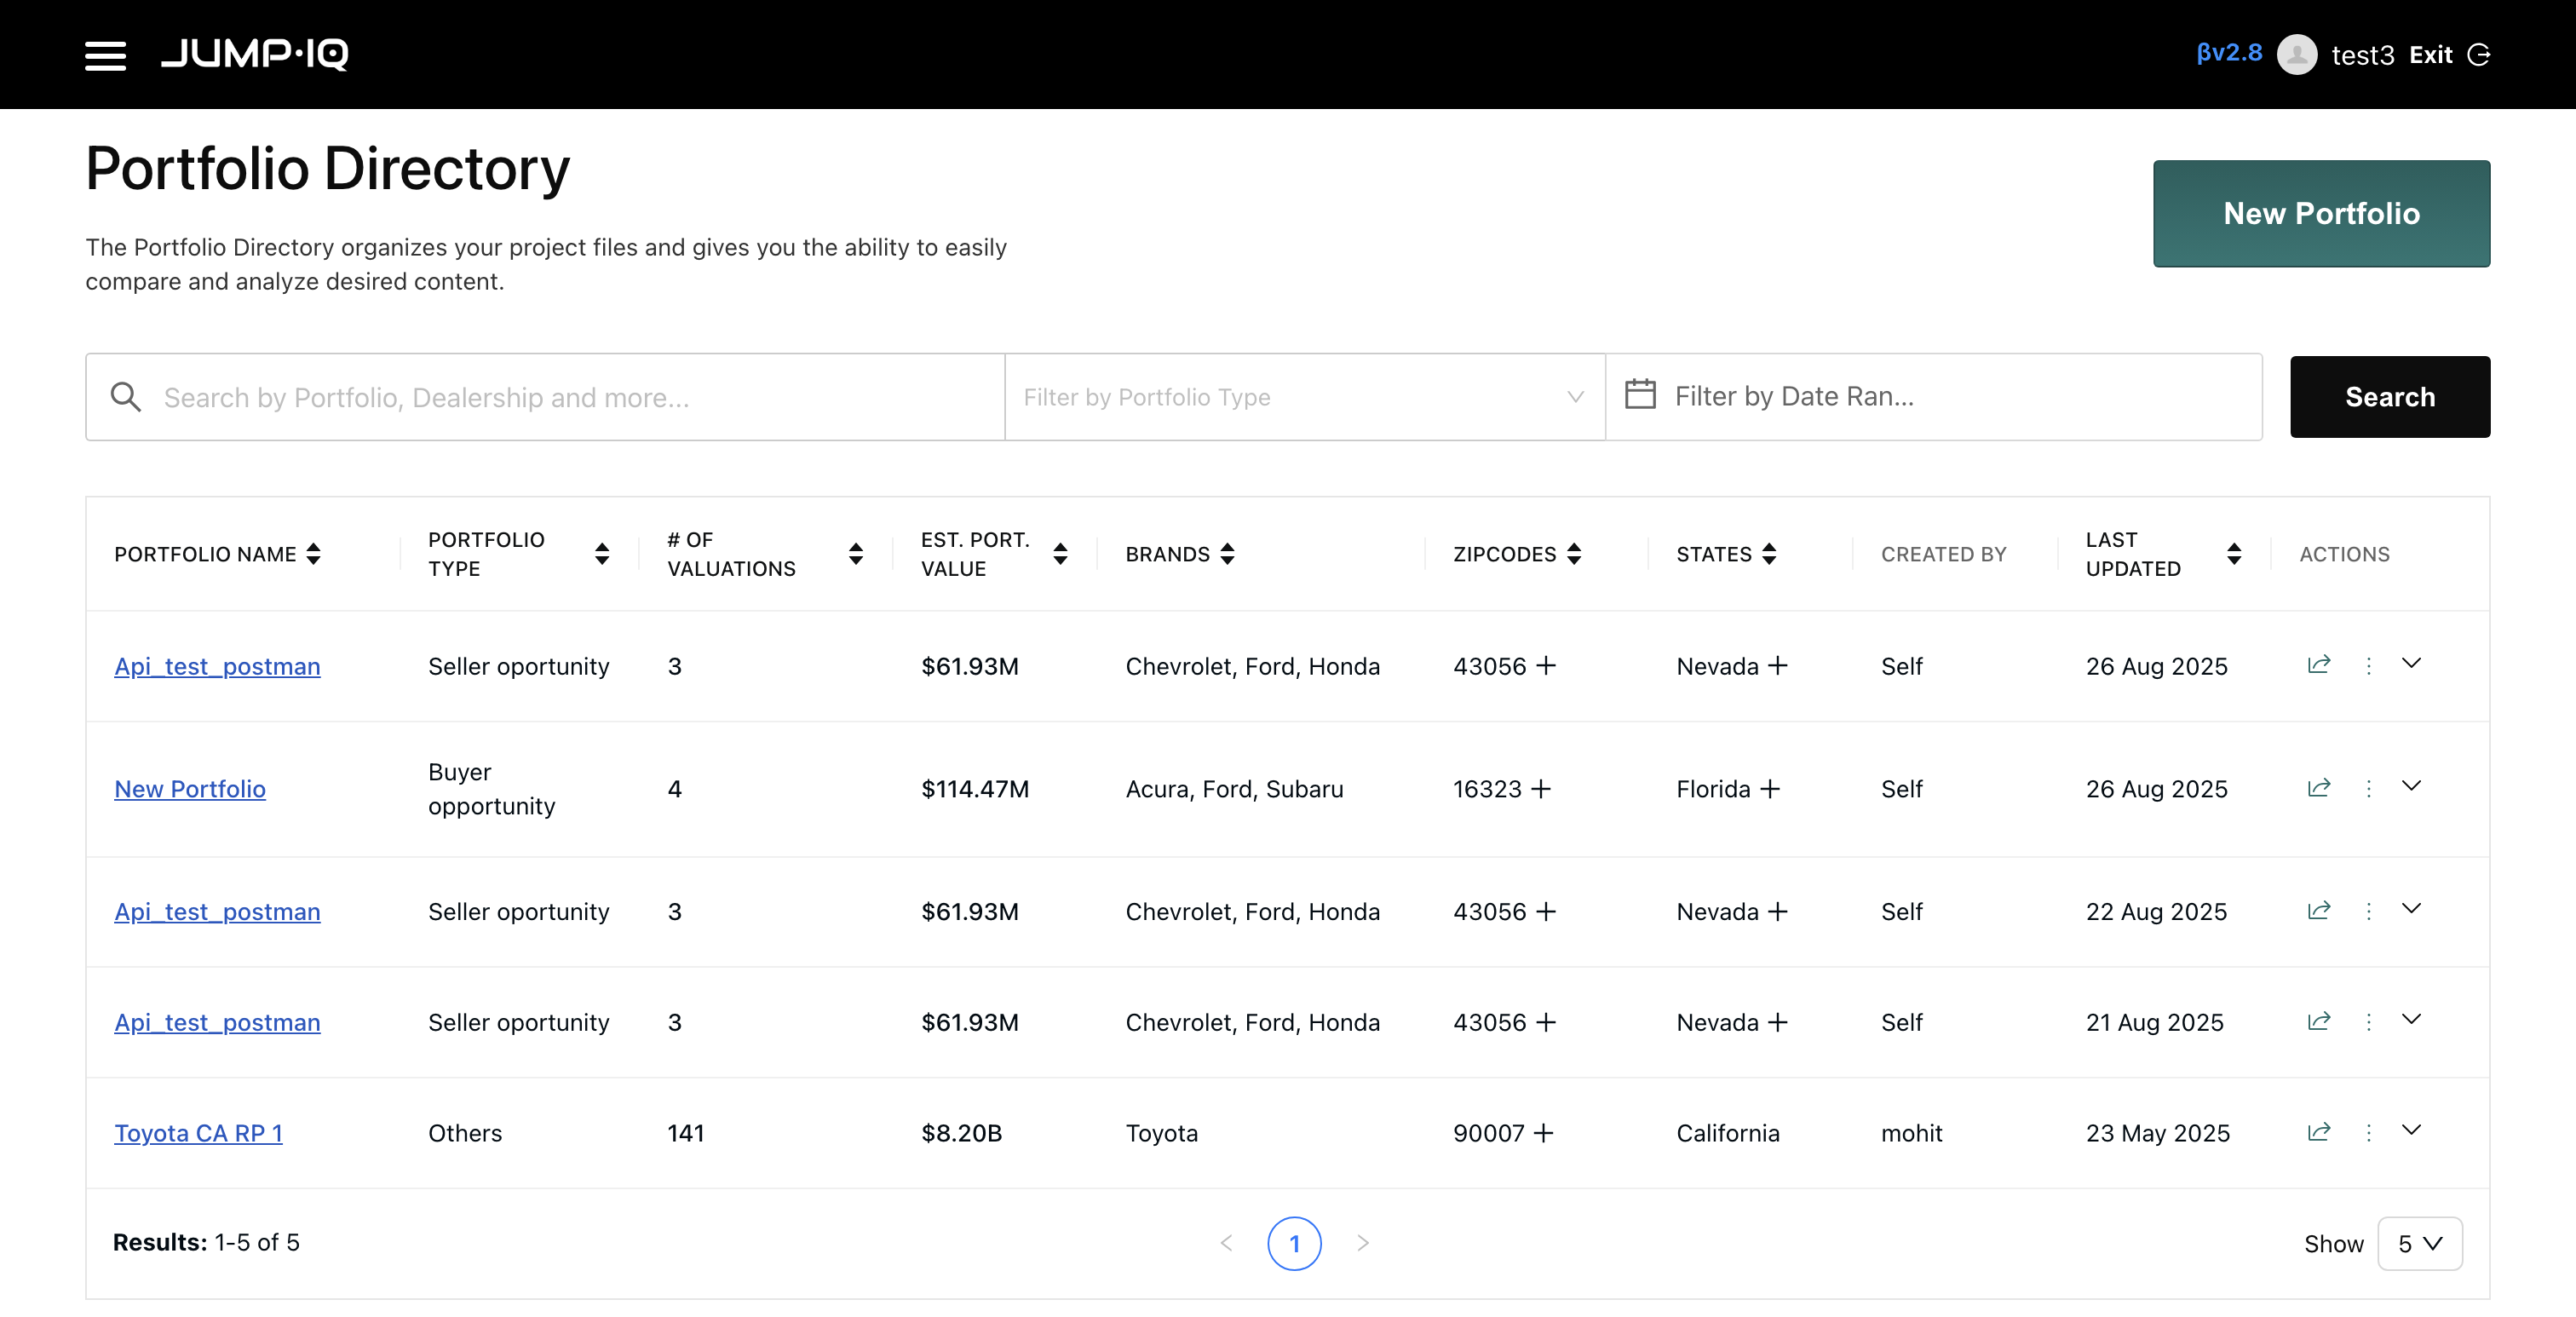 JUMP·IQ
βv2.8 test3 Exit
Portfolio Directory
New Portfolio
The Portfolio Directory organizes your project files and gives you the ability to easily
compare and analyze desired content.
Search by Portfolio, Dealership and more...
Filter by Portfolio Type
Filter by Date Ran...
Search
PORTFOLIO NAME
PORTFOLIO
TYPE
# OF
VALUATIONS
EST. PORT.
VALUE
BRANDS
ZIPCODES
STATES
CREATED BY
LAST
UPDATED
ACTIONS
Api_test_postman Seller oportunity 3 $61.93M Chevrolet, Ford, Honda 43056 + Nevada + Self 26 Aug 2025
New Portfolio Buyer
opportunity 4 $114.47M Acura, Ford, Subaru 16323 + Florida + Self 26 Aug 2025
Api_test_postman Seller oportunity 3 $61.93M Chevrolet, Ford, Honda 43056 + Nevada + Self 22 Aug 2025
Api_test_postman Seller oportunity 3 $61.93M Chevrolet, Ford, Honda 43056 + Nevada + Self 21 Aug 2025
Toyota CA RP 1 Others 141 $8.20B Toyota 90007 + California mohit 23 May 2025
Results: 1-5 of 5 < 1 > Show 5